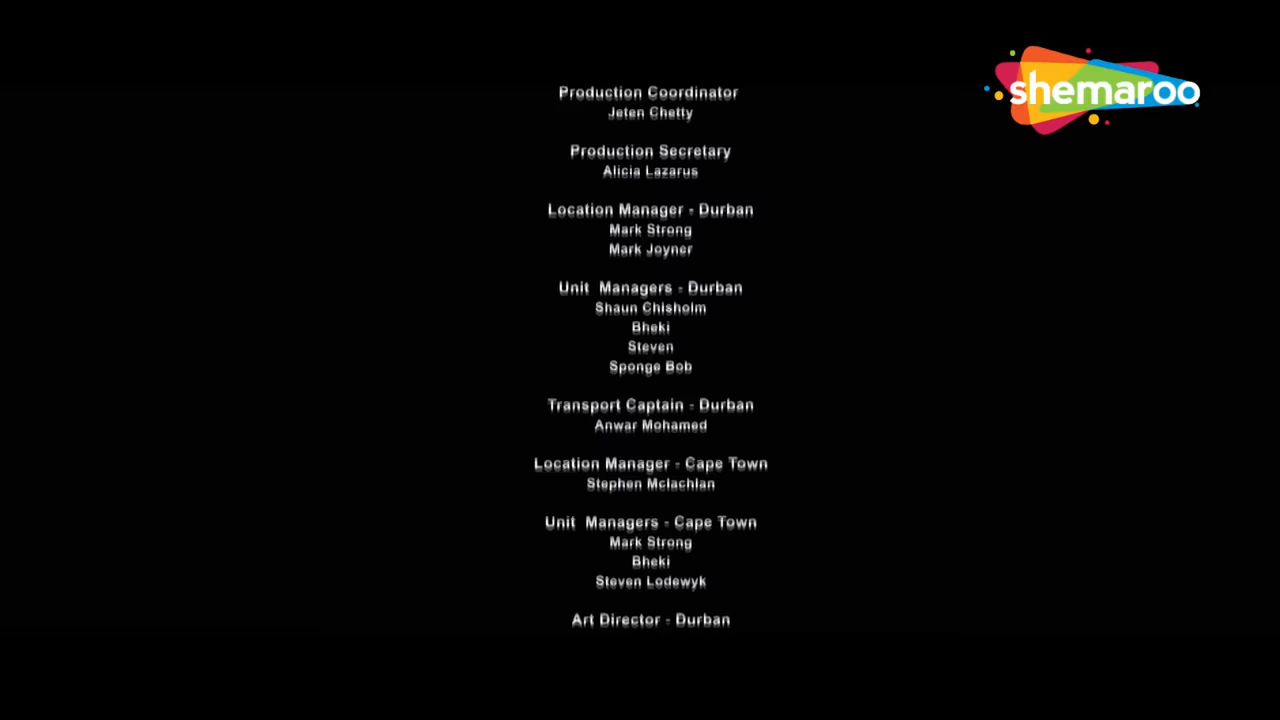 shemaroo
Production Coordinator
Jeten Chetty
Production Secretary
Alicia Lazarus
Location Manager - Durban
Mark Strong
Mark Joyner
Unit Managers - Durban
Shaun Chisholm
Bheki
Steven
Sponge Bob
Transport Captain - Durban
Anwar Mohamed
Location Manager - Cape Town
Stephen Mclachlan
Unit Managers - Cape Town
Mark Strong
Bheki
Steven Lodewyk
Art Director - Durban